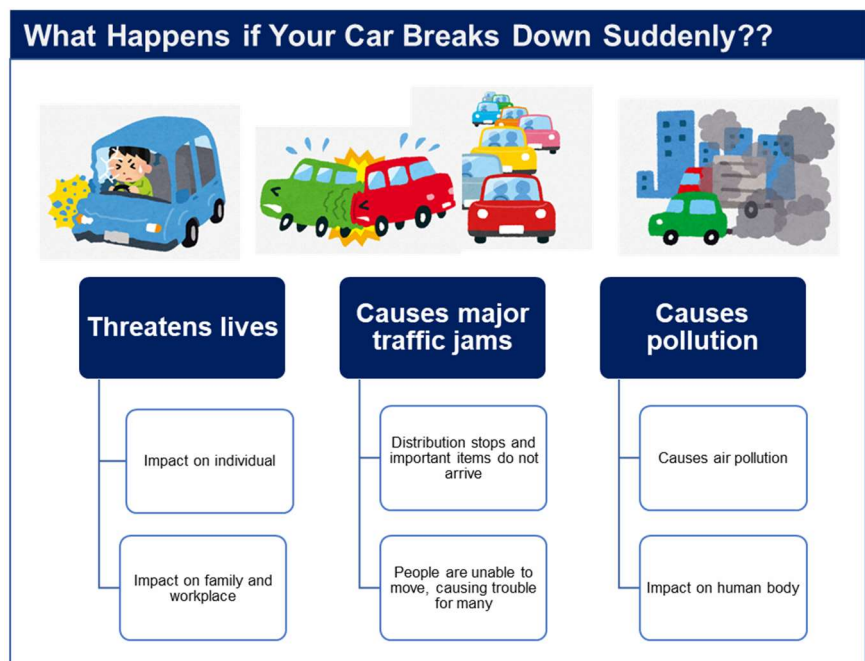 What Happens if Your Car Breaks Down Suddenly??
Threatens lives
Impact on individual
Impact on family and
workplace
Causes major
traffic jams
Distribution stops and
important items do not
arrive
People are unable to
move, causing trouble
for many
Causes
pollution
Causes air pollution
Impact on human body